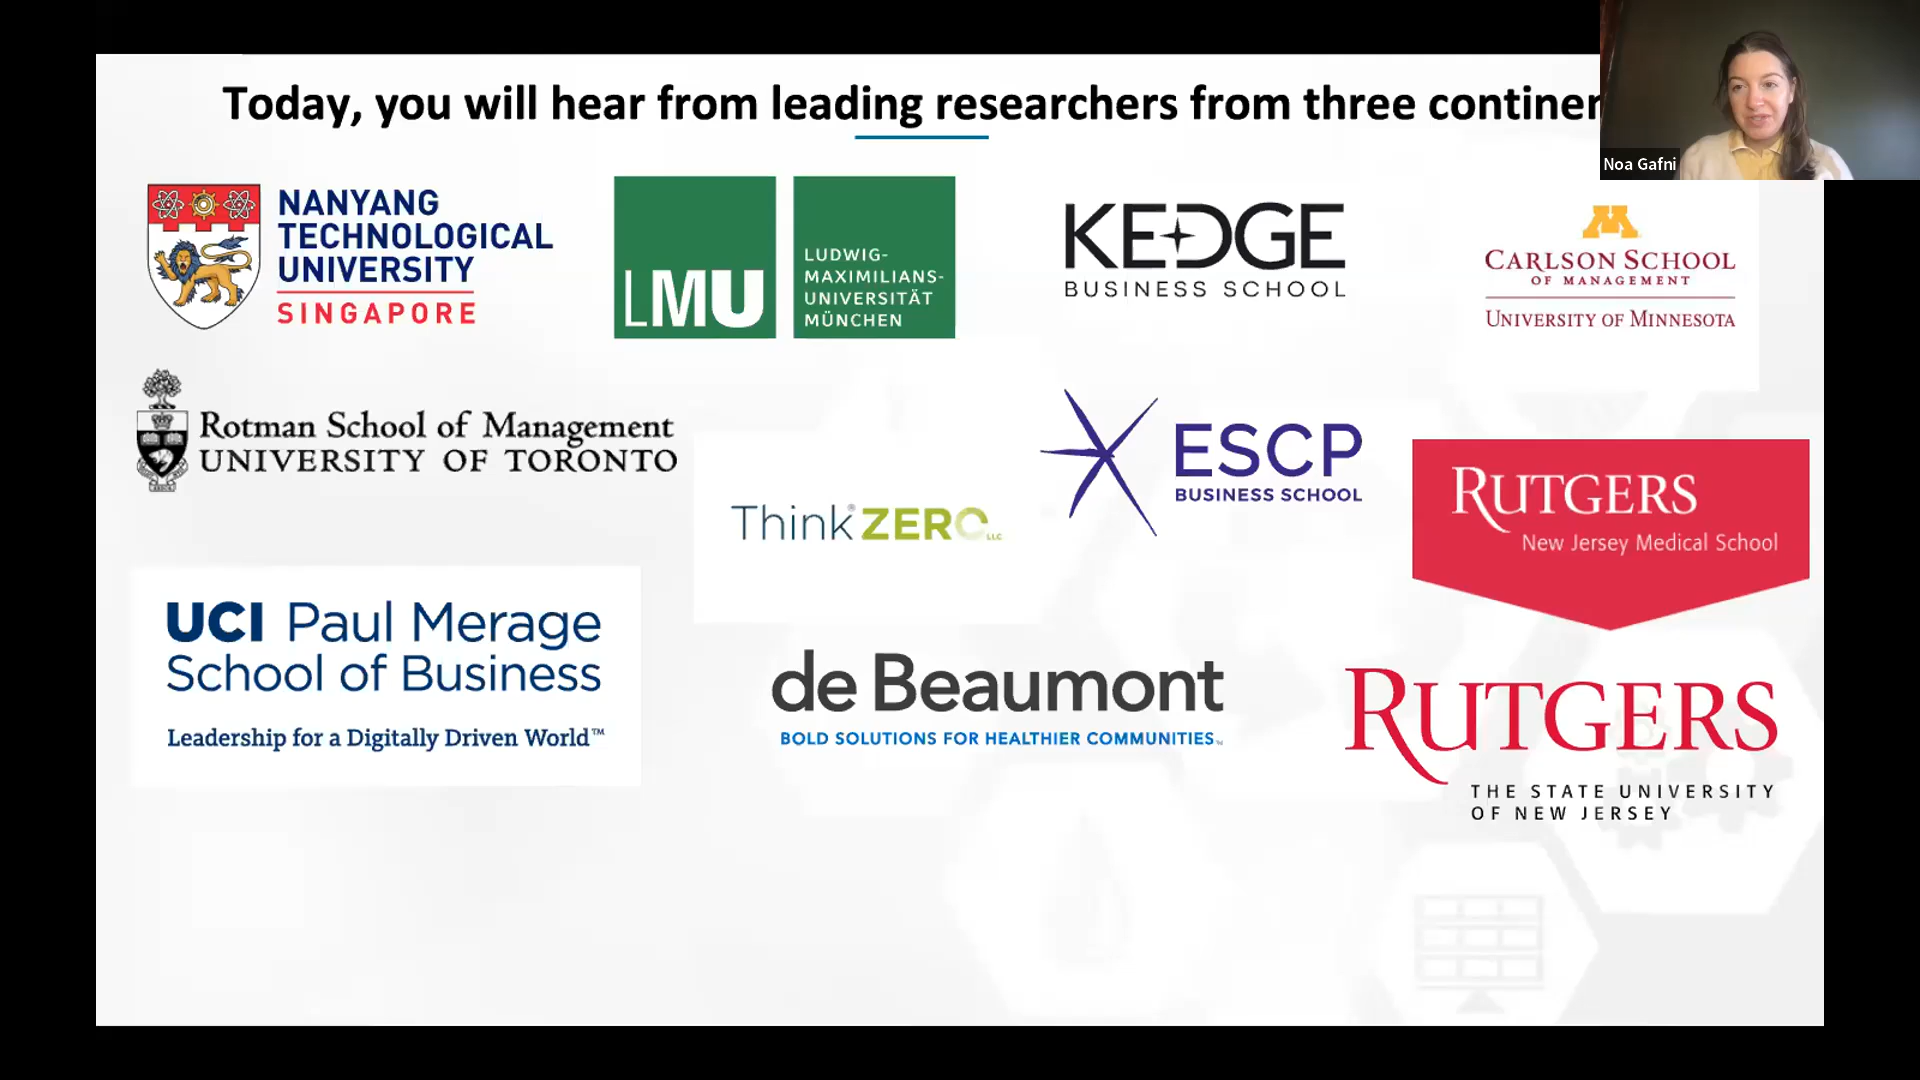 Today, you will hear from leading researchers from three continen
Noa Gafni
NANYANG
TECHNOLOGICAL
UNIVERSITY
SINGAPORE
LMU
LUDWIG-
MAXIMILIANS-
UNIVERSITÄT
MÜNCHEN
KEDGE
BUSINESS SCHOOL
M
CARLSON SCHOOL
OF MANAGEMENT
UNIVERSITY OF MINNESOTA
Rotman School of Management
UNIVERSITY OF TORONTO
Think® ZERO LLC
ESCP
BUSINESS SCHOOL
RUTGERS
New Jersey Medical School
UCI Paul Merage
School of Business
Leadership for a Digitally Driven World™
de Beaumont
BOLD SOLUTIONS FOR HEALTHIER COMMUNITIES
RUTGERS
THE STATE UNIVERSITY
OF NEW JERSEY